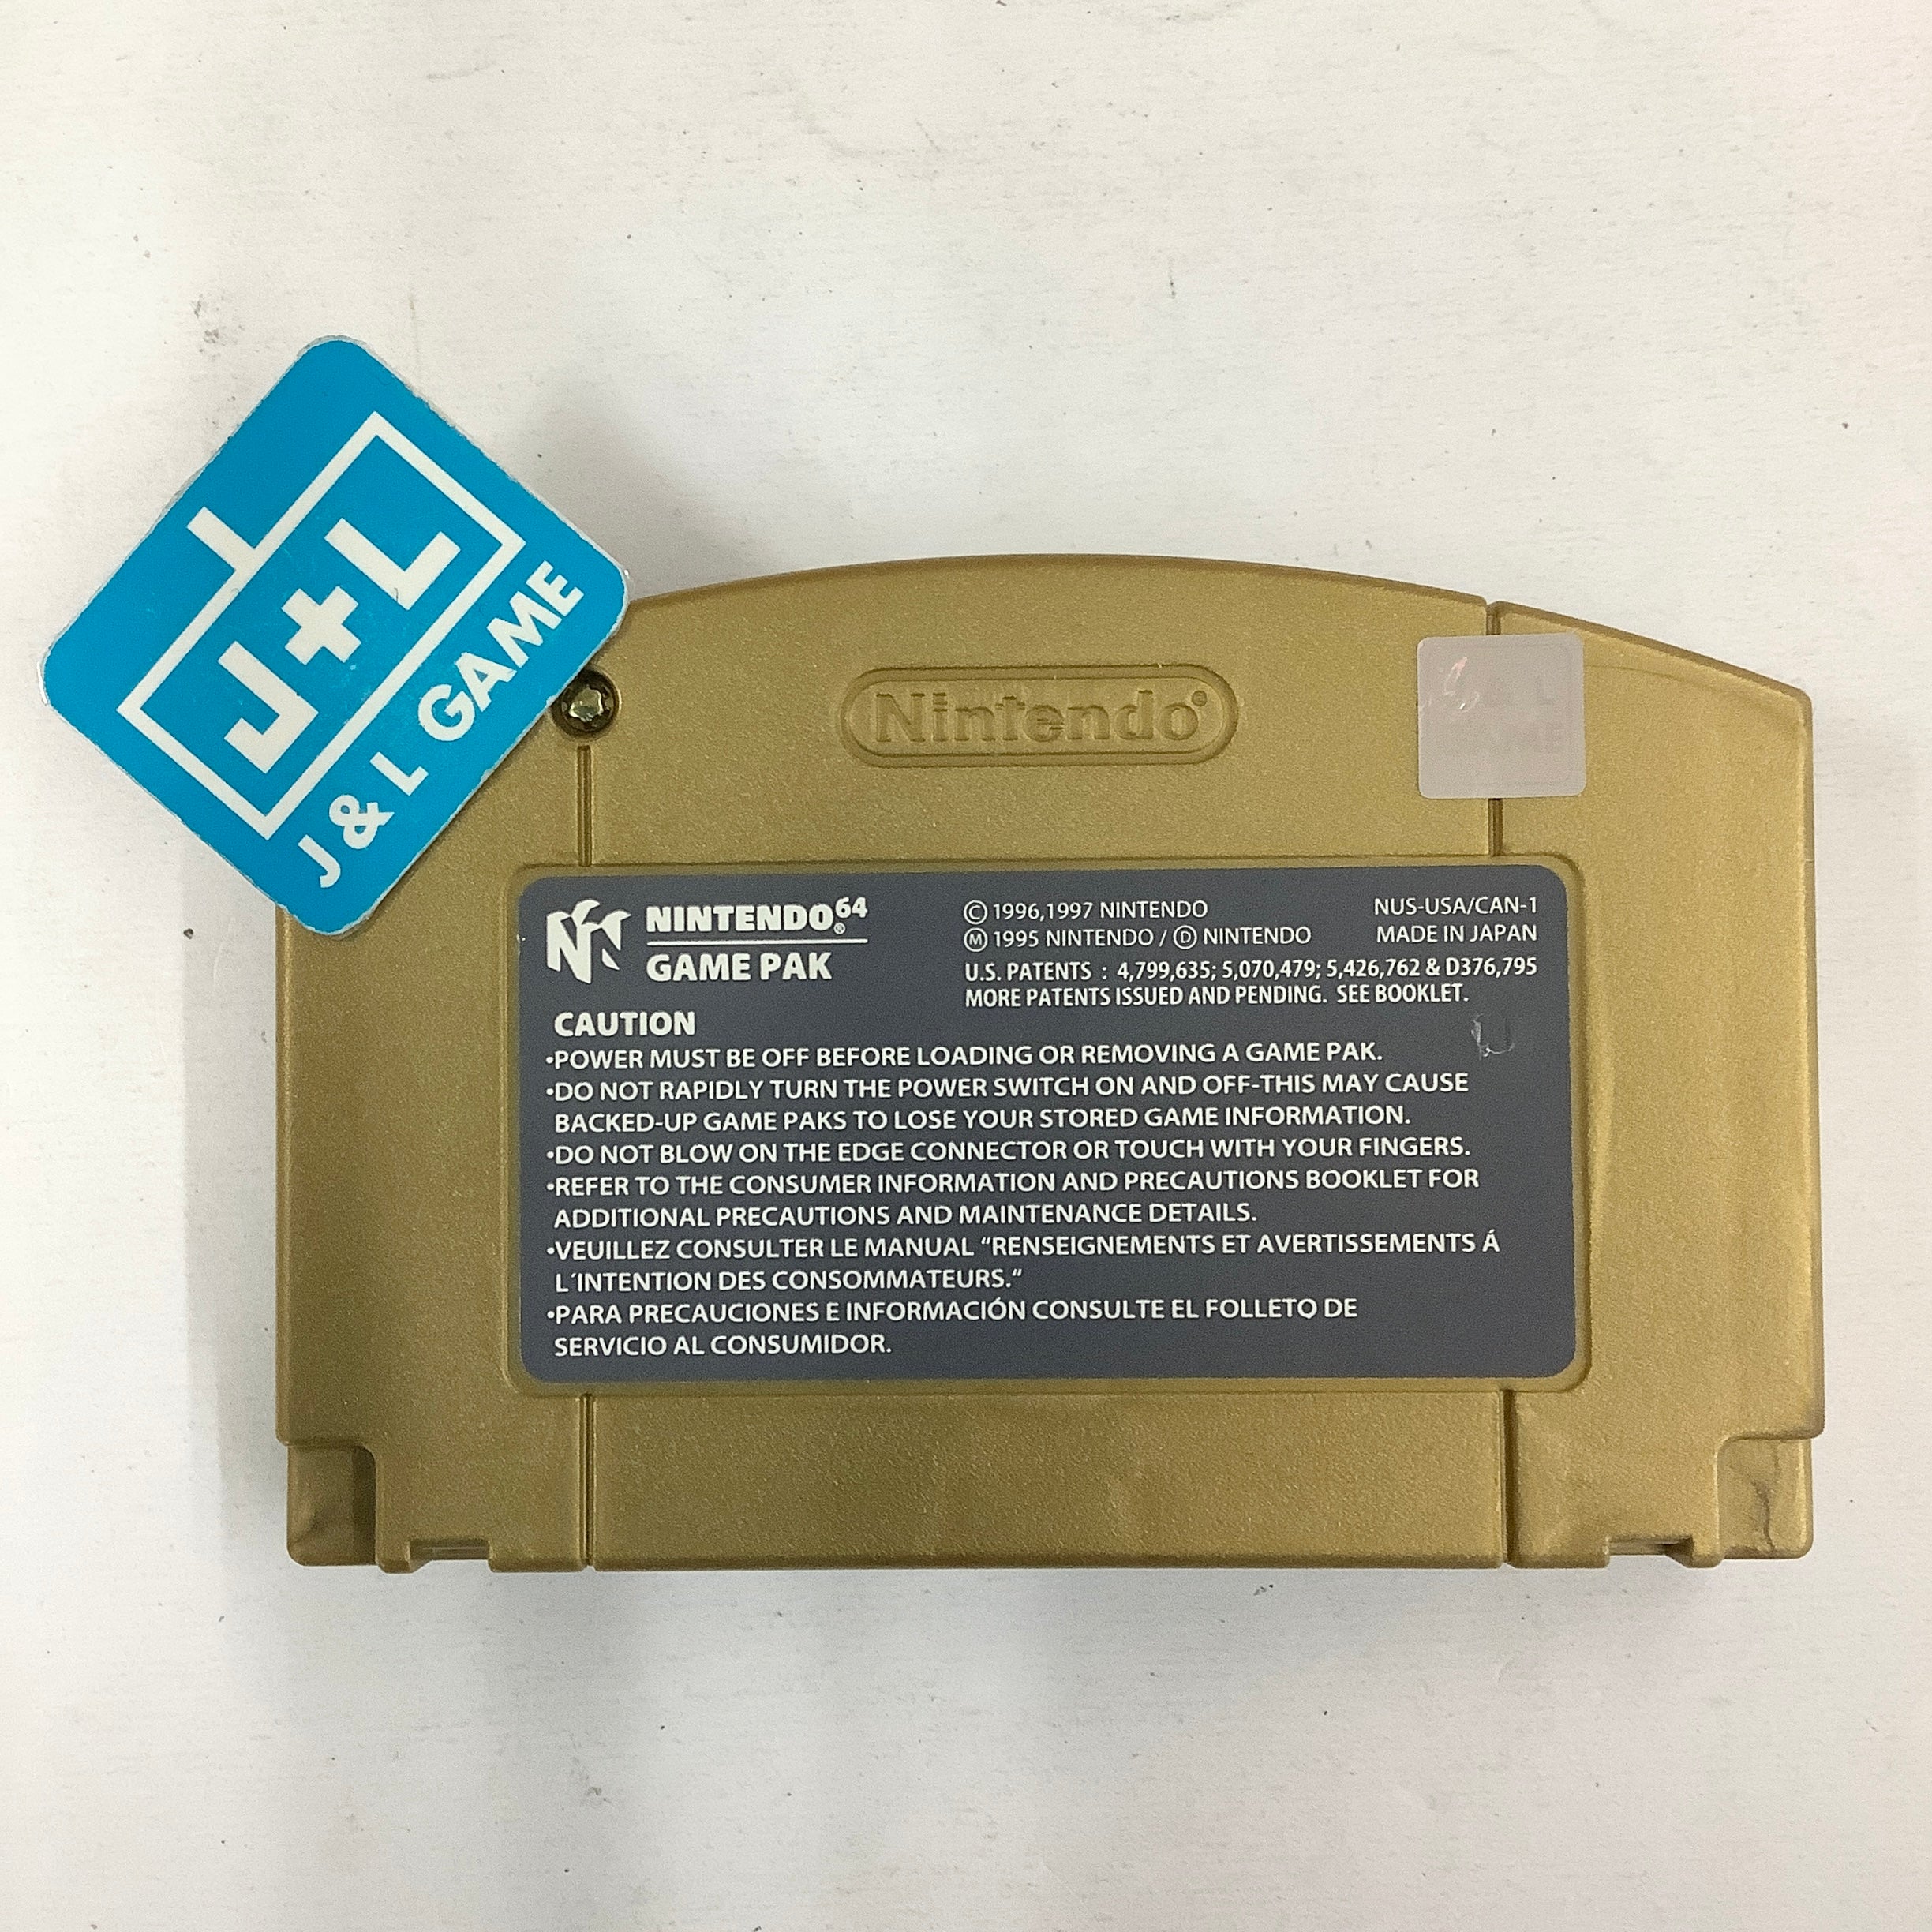 J+L
J & L GAME
Nintendo®
J & L
GAME
NINTENDO64®
GAME PAK
© 1996,1997 NINTENDO
Ⓜ 1995 NINTENDO / Ⓓ NINTENDO
NUS-USA/CAN-1
MADE IN JAPAN
U.S. PATENTS : 4,799,635; 5,070,479; 5,426,762 & D376,795
MORE PATENTS ISSUED AND PENDING. SEE BOOKLET.
CAUTION
•POWER MUST BE OFF BEFORE LOADING OR REMOVING A GAME PAK.
•DO NOT RAPIDLY TURN THE POWER SWITCH ON AND OFF-THIS MAY CAUSE
BACKED-UP GAME PAKS TO LOSE YOUR STORED GAME INFORMATION.
•DO NOT BLOW ON THE EDGE CONNECTOR OR TOUCH WITH YOUR FINGERS.
•REFER TO THE CONSUMER INFORMATION AND PRECAUTIONS BOOKLET FOR
ADDITIONAL PRECAUTIONS AND MAINTENANCE DETAILS.
•VEUILLEZ CONSULTER LE MANUAL “RENSEIGNEMENTS ET AVERTISSEMENTS Á
L´INTENTION DES CONSOMMATEURS.”
•PARA PRECAUCIONES E INFORMACIÓN CONSULTE EL FOLLETO DE
SERVICIO AL CONSUMIDOR.